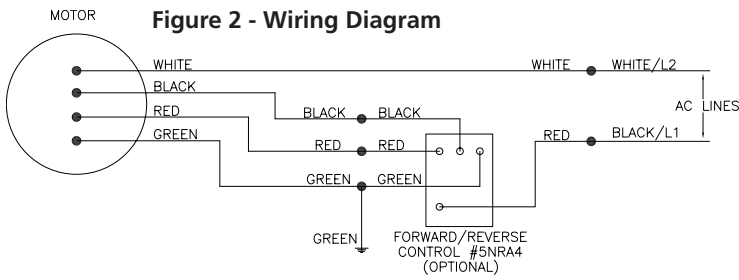 MOTOR
Figure 2 - Wiring Diagram
WHITE WHITE WHITE/L2
BLACK
AC LINES
RED BLACK BLACK
GREEN RED RED RED BLACK/L1
GREEN GREEN
GREEN
FORWARD/REVERSE
CONTROL #5NRA4
(OPTIONAL)